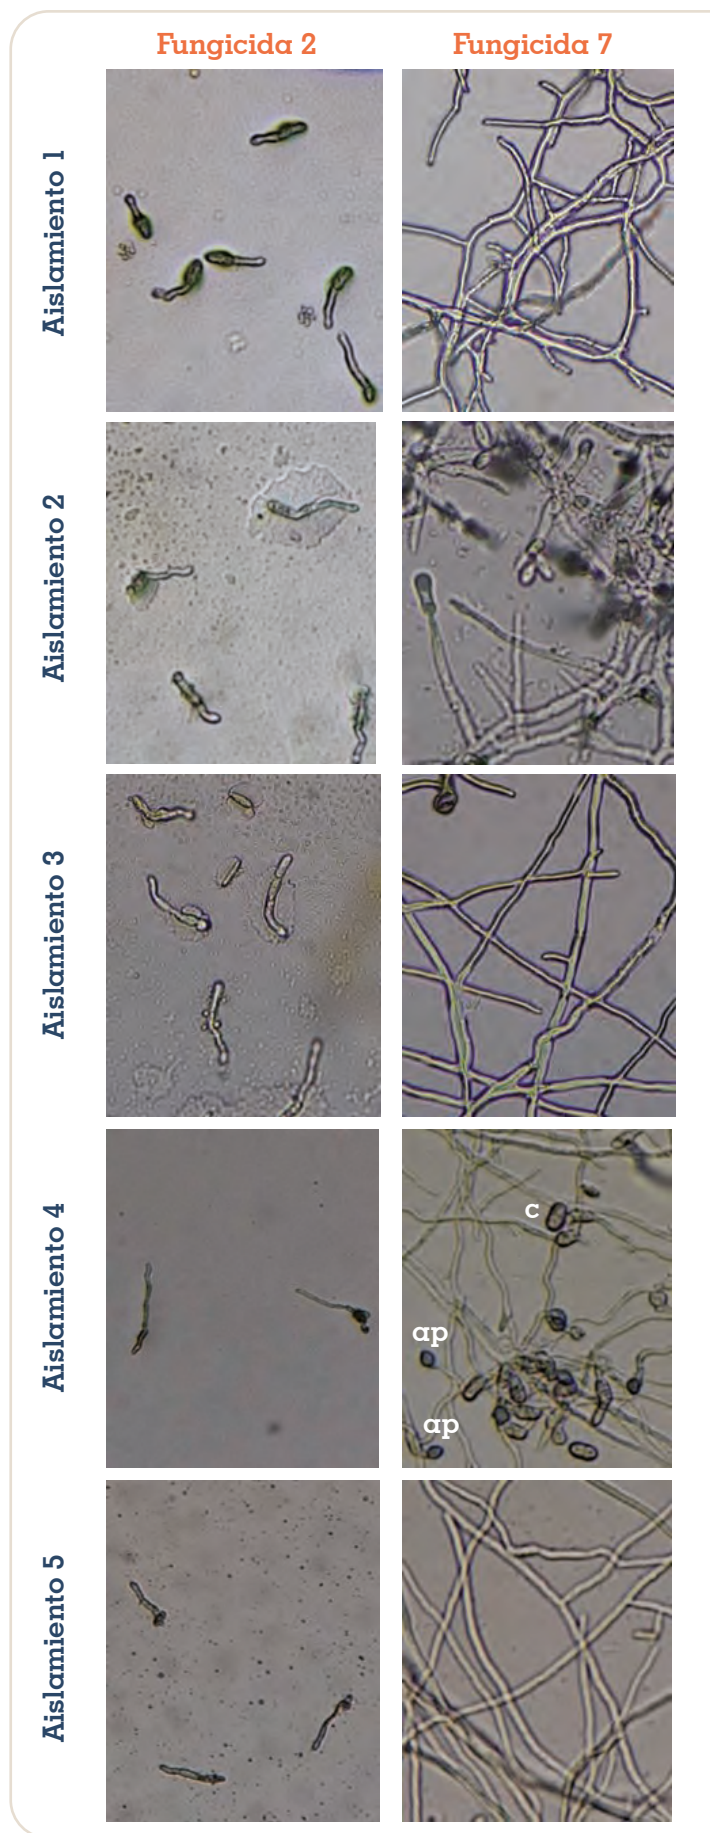 Fungicida 2
Fungicida 7
Aislamiento 1
Aislamiento 2
Aislamiento 3
Aislamiento 4
c
ap
ap
Aislamiento 5